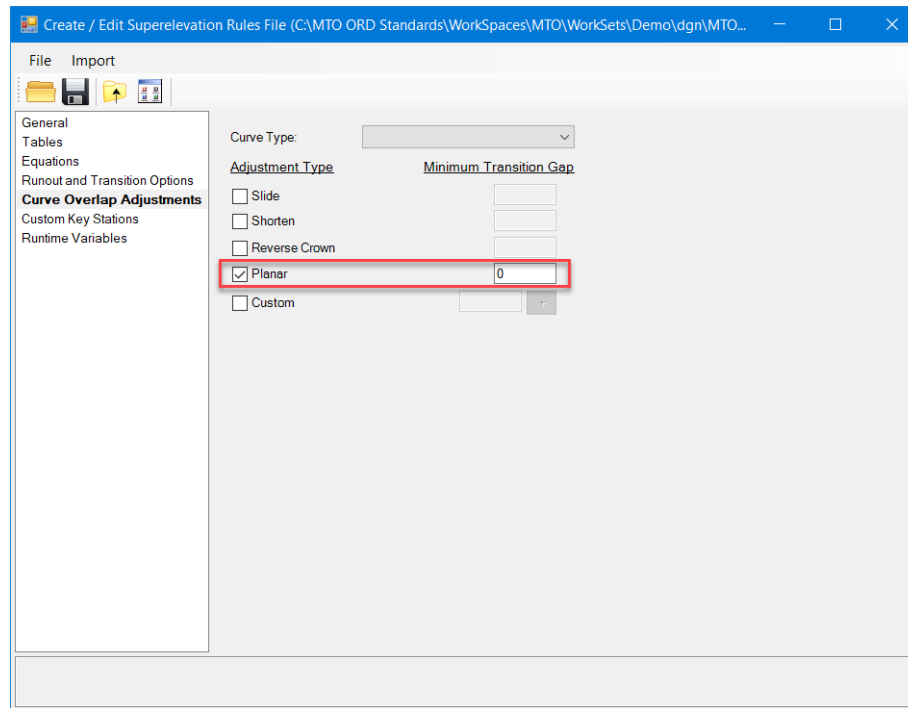 Create / Edit Superelevation Rules File (C:\MTO ORD Standards\WorkSpaces\MTO\WorkSets\Demo\dgn\MTO...
File Import
General
Tables
Equations
Runout and Transition Options
Curve Overlap Adjustments
Custom Key Stations
Runtime Variables
Curve Type:
Adjustment Type Minimum Transition Gap
Slide
Shorten
Reverse Crown
Planar 0
Custom +